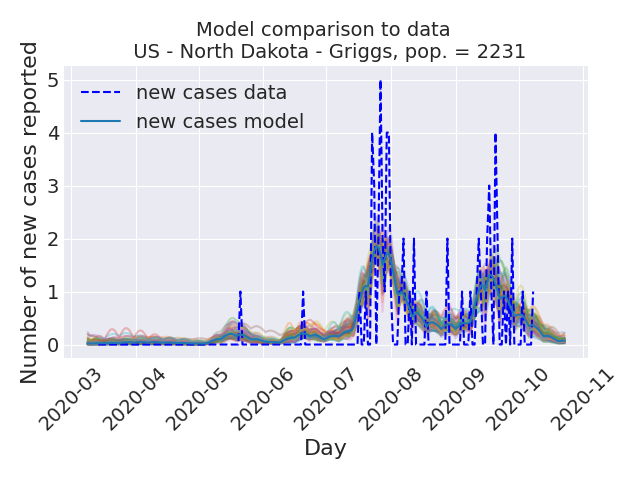 Model comparison to data
US - North Dakota - Griggs, pop. = 2231
Number of new cases reported
5
4
3
2
1
0
new cases data
new cases model
2020-03
2020-04
2020-05
2020-06
2020-07
2020-08
2020-09
2020-10
2020-11
Day